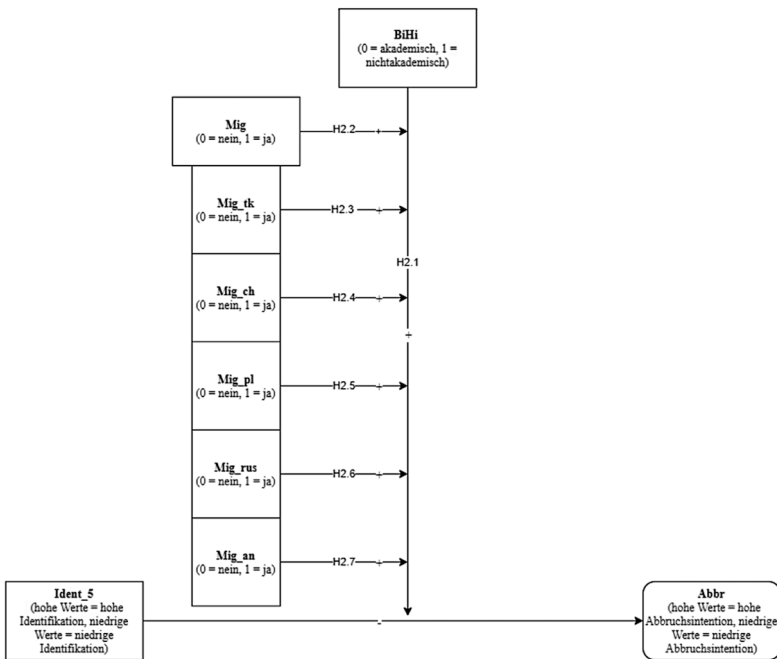 BiHi
(0 = akademisch, 1 =
nichtakademisch)
Mig
(0 = nein, 1 = ja)
H2.2
+
Mig_tk
(0 = nein, 1 = ja)
H2.3
+
H2.1
Mig_ch
(0 = nein, 1 = ja)
H2.4
+
+
Mig_pl
(0 = nein, 1 = ja)
H2.5
+
Mig_rus
(0 = nein, 1 = ja)
H2.6
+
Mig_an
(0 = nein, 1 = ja)
H2.7
+
Ident_5
(hohe Werte = hohe
Identifikation, niedrige
Werte = niedrige
Identifikation)
-
Abbr
(hohe Werte = hohe
Abbruchsintention, niedrige
Werte = niedrige
Abbruchsintention)